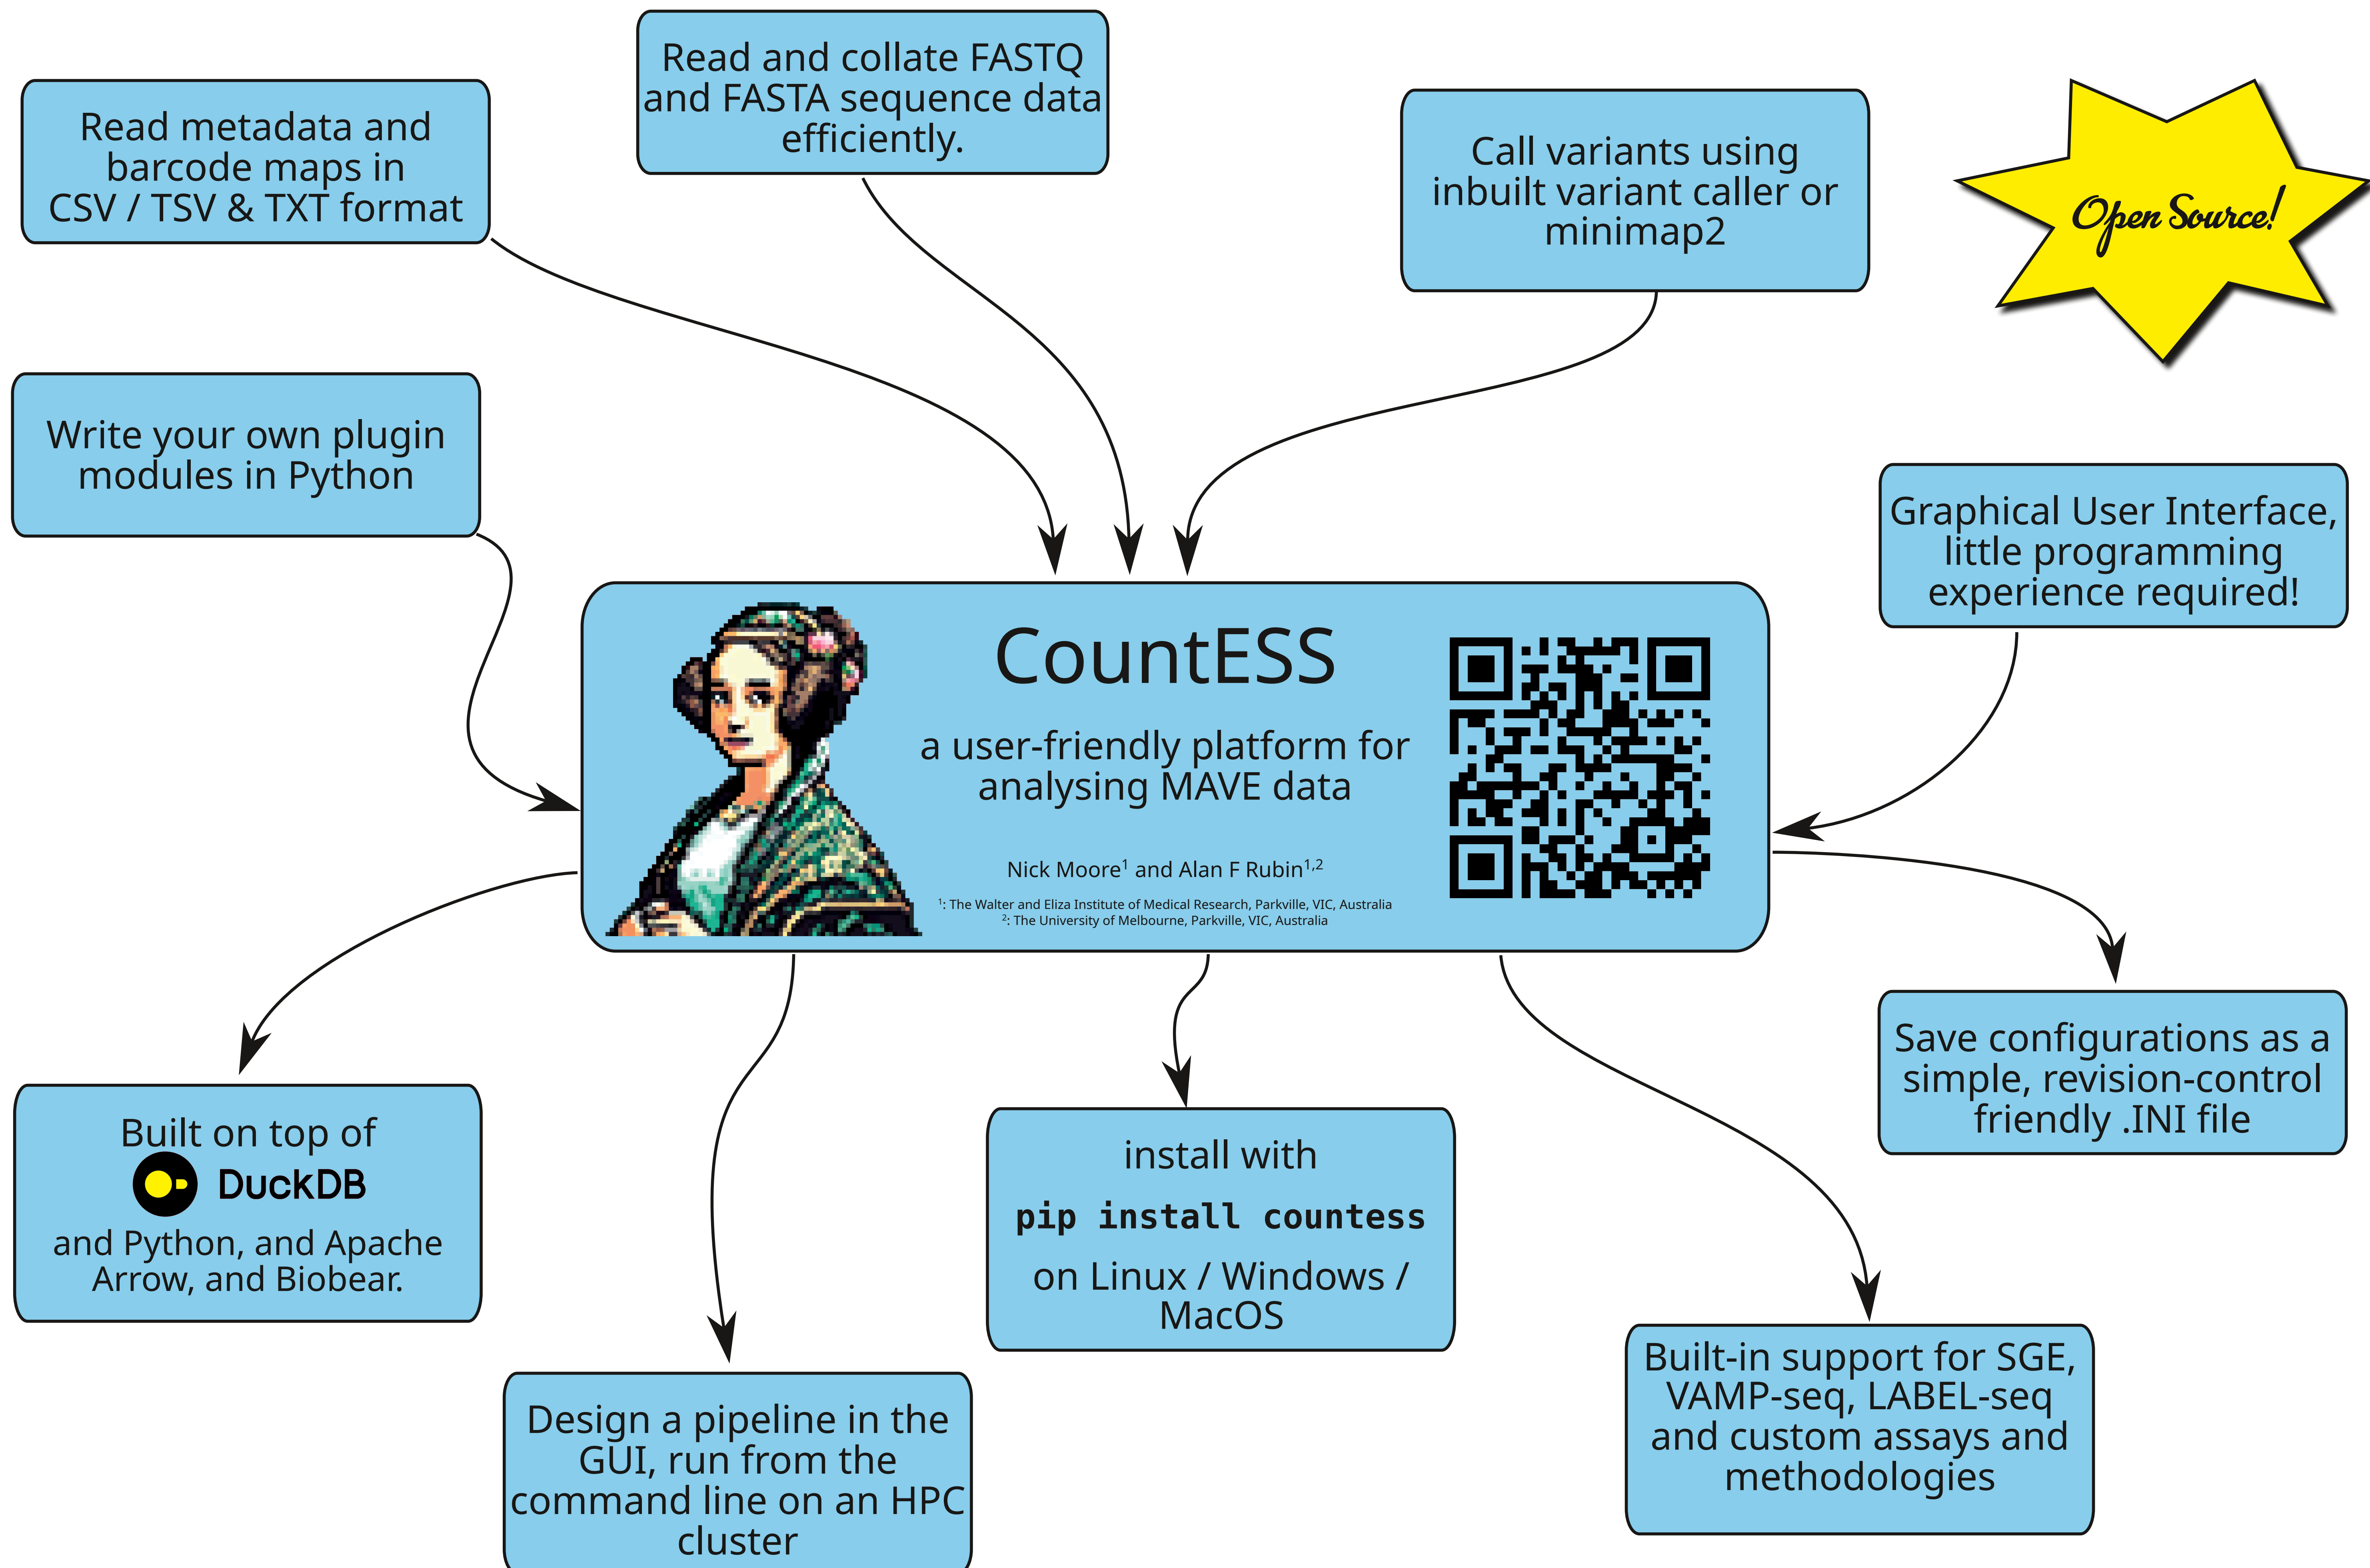 Read and collate FASTQ
and FASTA sequence data
efficiently.
Read metadata and
barcode maps in
CSV / TSV & TXT format
Call variants using
inbuilt variant caller or
minimap2
Open Source!
Write your own plugin
modules in Python
Graphical User Interface,
little programming
experience required!
CountESS
a user-friendly platform for
analysing MAVE data
Nick Moore1 and Alan F Rubin1,2
1: The Walter and Eliza Institute of Medical Research, Parkville, VIC, Australia
2: The University of Melbourne, Parkville, VIC, Australia
Save configurations as a
simple, revision-control
friendly .INI file
Built on top of
DuckDB
and Python, and Apache
Arrow, and Biobear.
install with
pip install countess
on Linux / Windows /
MacOS
Built-in support for SGE,
VAMP-seq, LABEL-seq
and custom assays and
methodologies
Design a pipeline in the
GUI, run from the
command line on an HPC
cluster